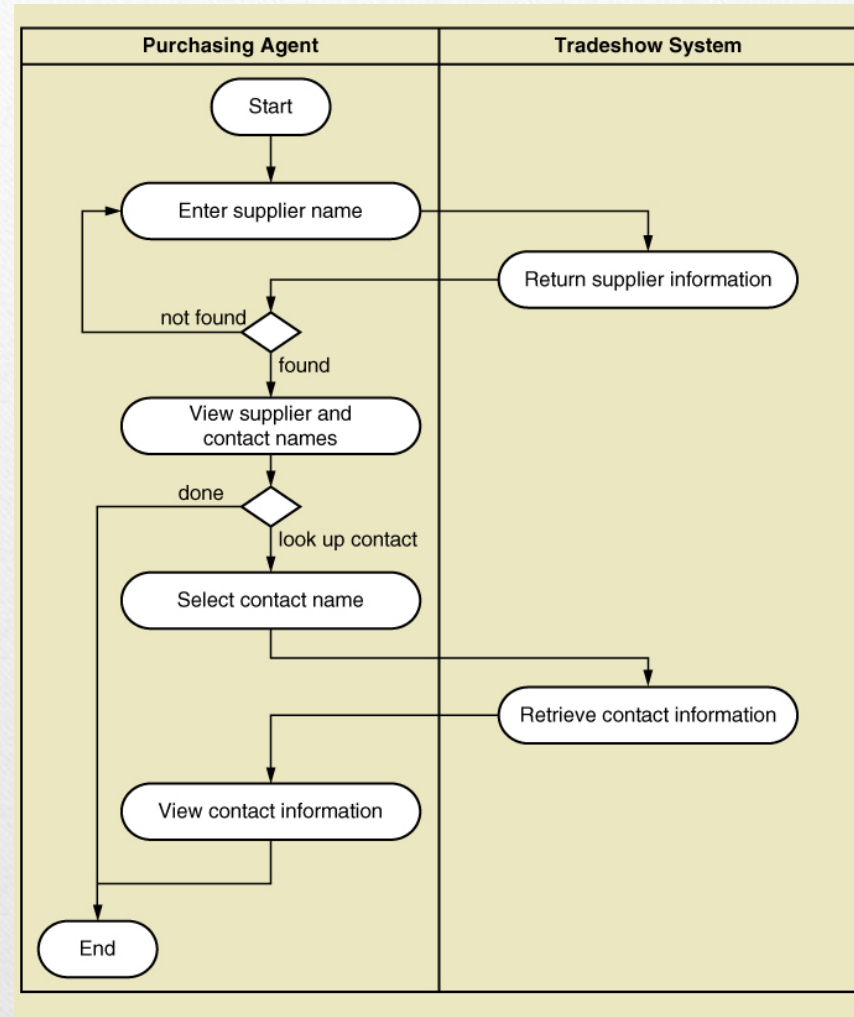 Purchasing Agent
Tradeshow System
Start
Enter supplier name
Return supplier information
not found
found
View supplier and
contact names
done
look up contact
Select contact name
Retrieve contact information
View contact information
End